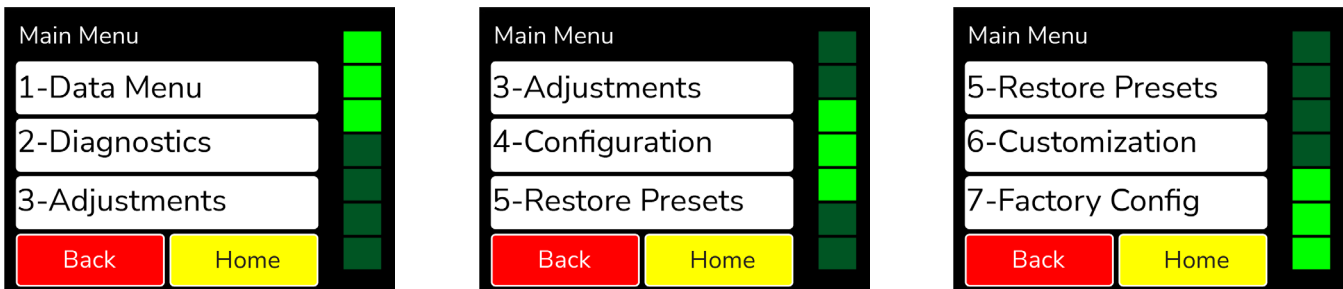 Main Menu
1-Data Menu
2-Diagnostics
3-Adjustments
Back Home
Main Menu
3-Adjustments
4-Configuration
5-Restore Presets
Back Home
Main Menu
5-Restore Presets
6-Customization
7-Factory Config
Back Home